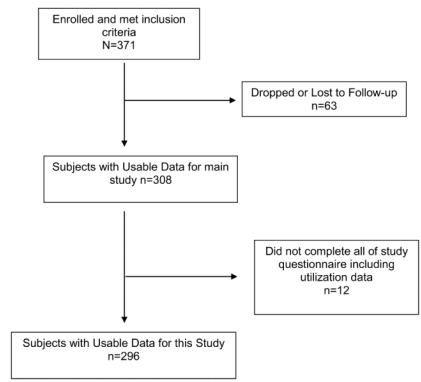 Enrolled and met inclusion
criteria
N=371
Dropped or Lost to Follow-up
n=63
Subjects with Usable Data for main
study n=308
Did not complete all of study
questionnaire including
utilization data
n=12
Subjects with Usable Data for this Study
n=296